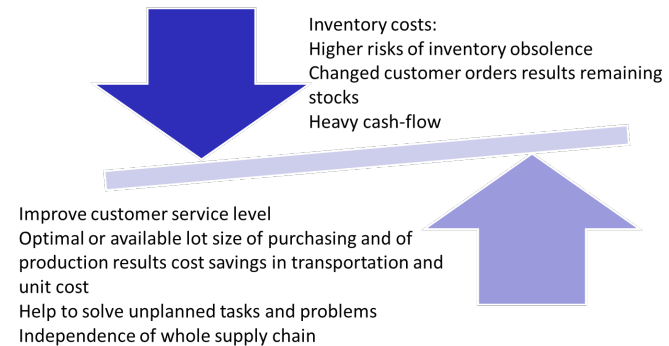 Inventory costs:
Higher risks of inventory obsolence
Changed customer orders results remaining
stocks
Heavy cash-flow
Improve customer service level
Optimal or available lot size of purchasing and of
production results cost savings in transportation and
unit cost
Help to solve unplanned tasks and problems
Independence of whole supply chain